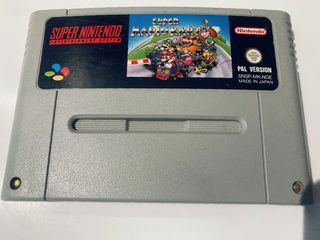 SUPER NINTENDO
ENTERTAINMENT SYSTEM
SUPER
MARIO KART
Nintendo
PAL VERSION
SNSP-MK-NOE
MADE IN JAPAN